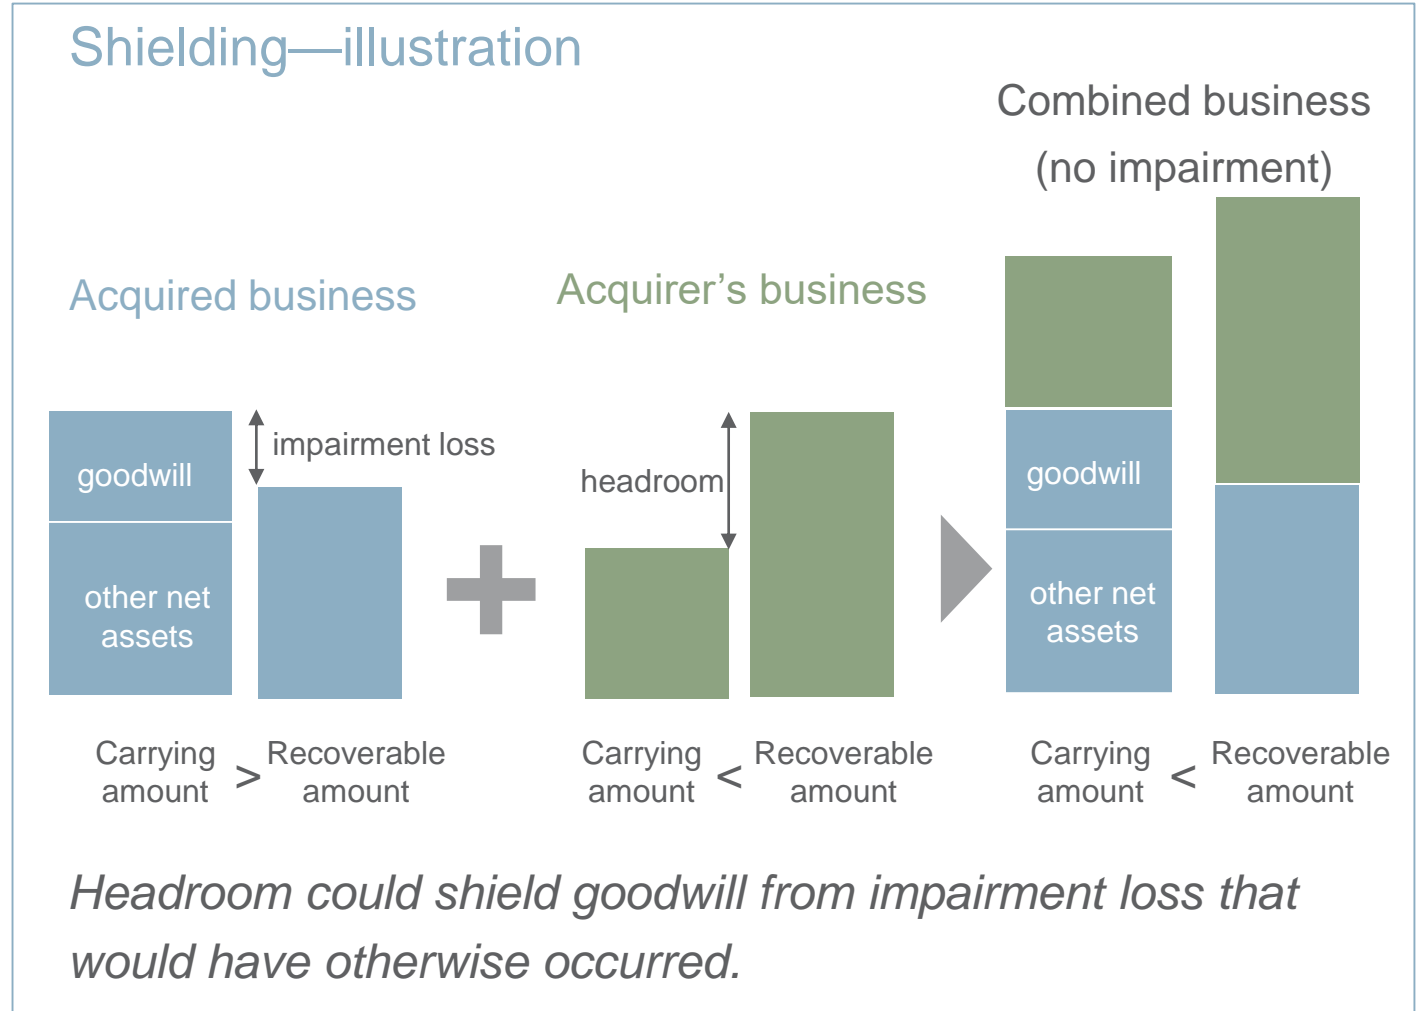 Shielding—illustration
Combined business
(no impairment)
Acquired business
Acquirer’s business
goodwill
impairment loss
other net
assets
headroom
goodwill
other net
assets
Carrying
amount
>
Recoverable
amount
Carrying
amount
<
Recoverable
amount
Carrying
amount
<
Recoverable
amount
Headroom could shield goodwill from impairment loss that
would have otherwise occurred.